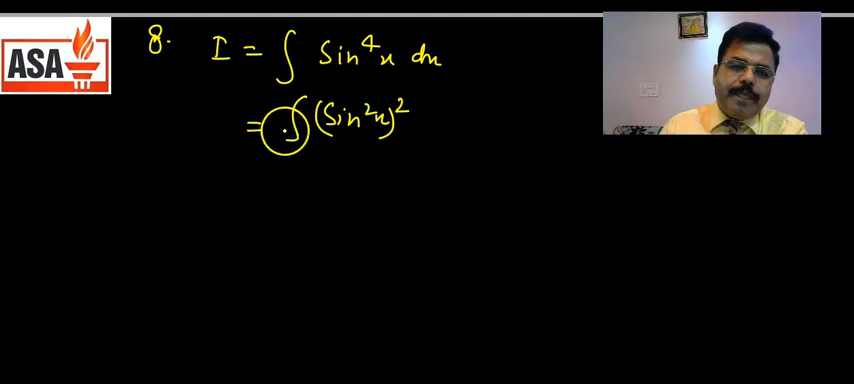 ASA
8. I = ∫ Sin⁴x dx
= ∫ (Sin²x)²